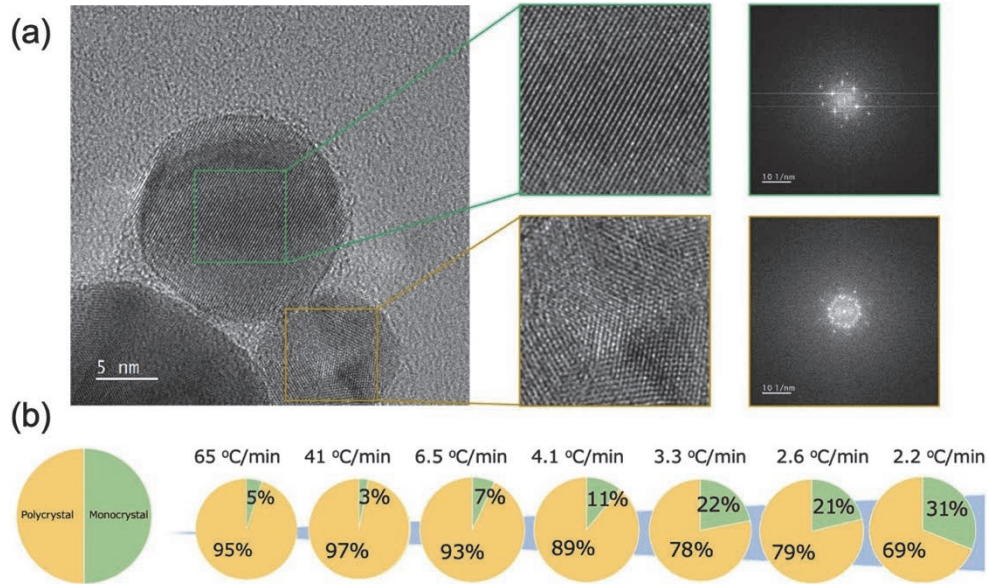 (a)
5 nm
10 1/nm
10 1/nm
(b)
65 °C/min 41 °C/min 6.5 °C/min 4.1 °C/min 3.3 °C/min 2.6 °C/min 2.2 °C/min
Polycrystal Monocrystal
5% 3% 7% 11% 22% 21% 31%
95% 97% 93% 89% 78% 79% 69%